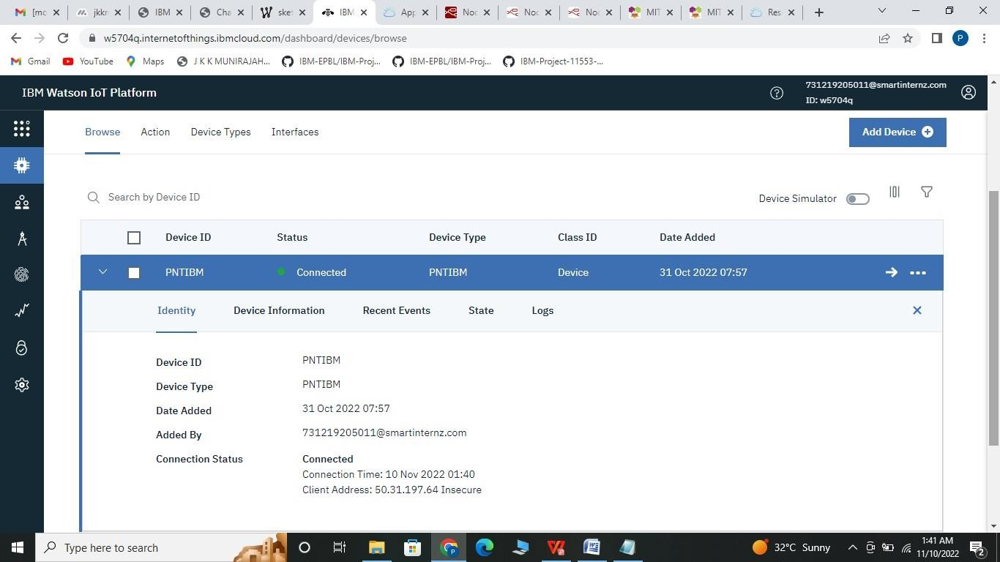 [mc
jkkn
IBM
Cha
sket
IBM
App
Noc
No
Noc
MIT
MIT
Res
w5704q.internetofthings.ibmcloud.com/dashboard/devices/browse
P
Gmail
YouTube
Maps
J K K MUNIRAJAH...
IBM-EPBL/IBM-Proj...
IBM-EPBL/IBM-Proj...
IBM-Project-11553-...
IBM Watson IoT Platform
731219205011@smartinternz.com
ID: w5704q
Browse
Action
Device Types
Interfaces
Add Device
Search by Device ID
Device Simulator
Device ID
Status
Device Type
Class ID
Date Added
PNTIBM
Connected
PNTIBM
Device
31 Oct 2022 07:57
Identity
Device Information
Recent Events
State
Logs
Device ID
PNTIBM
Device Type
PNTIBM
Date Added
31 Oct 2022 07:57
Added By
731219205011@smartinternz.com
Connection Status
Connected
Connection Time: 10 Nov 2022 01:40
Client Address: 50.31.197.64 Insecure
Type here to search
32°C Sunny
1:41 AM
11/10/2022
2